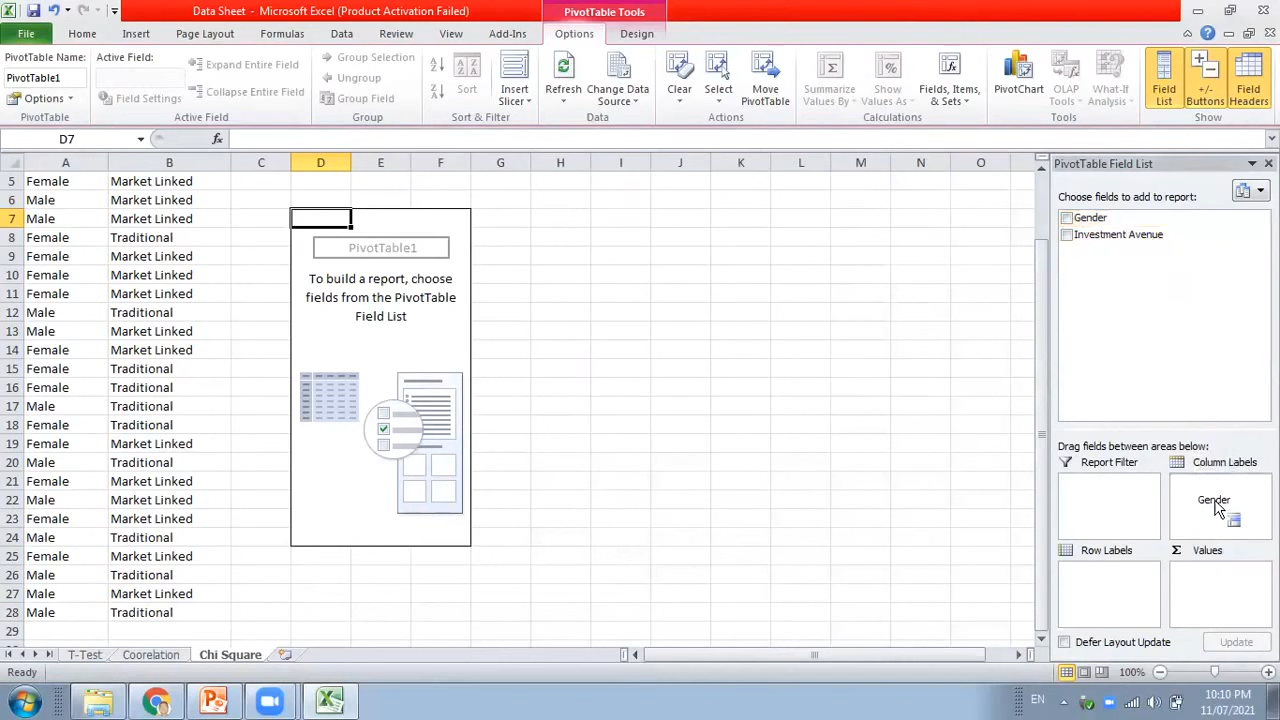 Data Sheet - Microsoft Excel (Product Activation Failed)
PivotTable Tools
File Home Insert Page Layout Formulas Data Review View Add-Ins Options Design
PivotTable Name:
PivotTable1
Options
PivotTable
Active Field:
Field Settings
Expand Entire Field
Collapse Entire Field
Active Field
Group Selection
Ungroup
Group Field
Group
Sort
Insert Slicer
Sort & Filter
Refresh
Change Data Source
Data
Clear
Select
Move PivotTable
Actions
Summarize Values By
Show Values As
Fields, Items, & Sets
Calculations
PivotChart
OLAP Tools
What-If Analysis
Tools
Field List
+/- Buttons
Field Headers
Show
D7
fx
A B C D E F G H I J K L M N O
5 Female Market Linked
6 Male Market Linked
7 Male Market Linked
8 Female Traditional
9 Female Market Linked
10 Female Market Linked
11 Female Market Linked
12 Male Traditional
13 Male Market Linked
14 Female Market Linked
15 Female Traditional
16 Female Traditional
17 Male Traditional
18 Female Traditional
19 Female Market Linked
20 Male Traditional
21 Female Market Linked
22 Male Market Linked
23 Female Market Linked
24 Male Traditional
25 Female Market Linked
26 Male Traditional
27 Male Market Linked
28 Male Traditional
29
PivotTable1
To build a report, choose
fields from the PivotTable
Field List
PivotTable Field List
Choose fields to add to report:
Gender
Investment Avenue
Drag fields between areas below:
Report Filter
Column Labels
Gender
Row Labels
Σ Values
Defer Layout Update
Update
T-Test Coorelation Chi Square
Ready
100%
EN
10:10 PM
11/07/2021